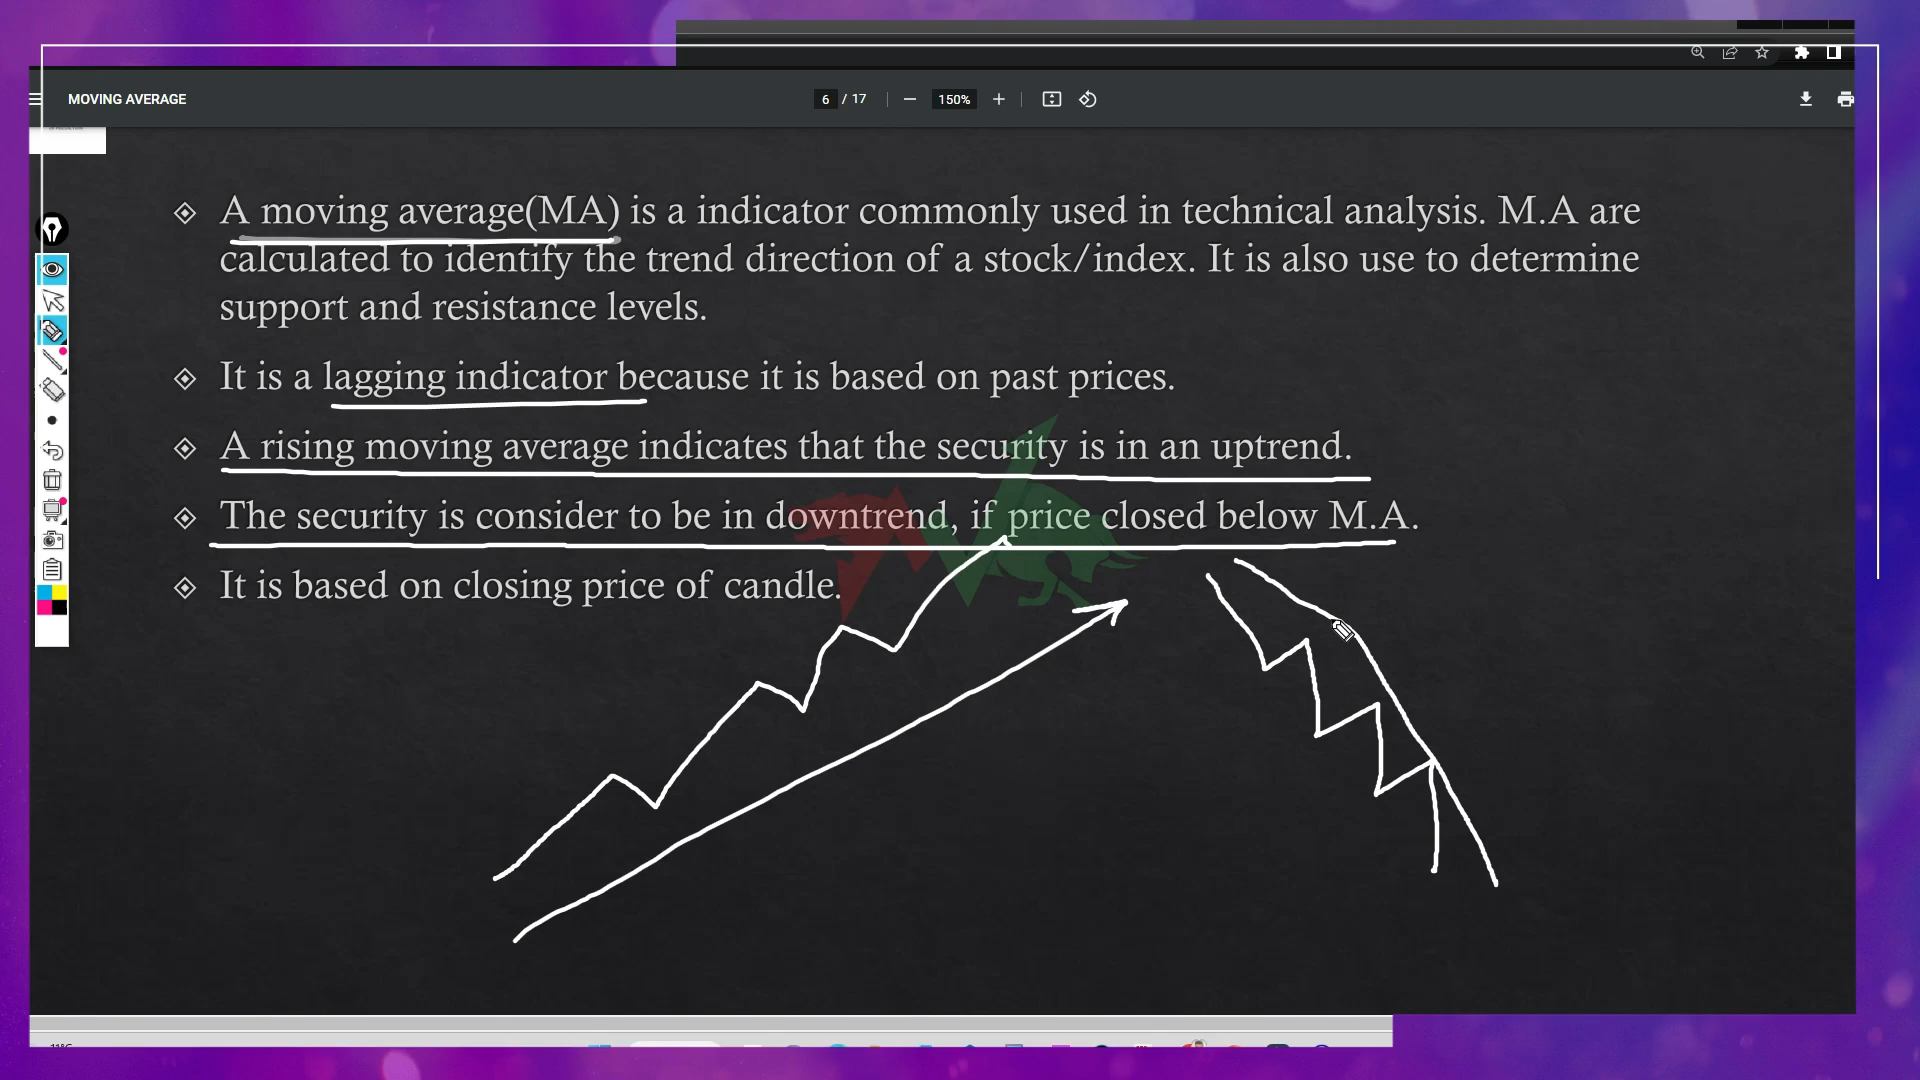 MOVING AVERAGE
6 / 17
150%
A moving average(MA) is a indicator commonly used in technical analysis. M.A are
calculated to identify the trend direction of a stock/index. It is also use to determine
support and resistance levels.
It is a lagging indicator because it is based on past prices.
A rising moving average indicates that the security is in an uptrend.
The security is consider to be in downtrend, if price closed below M.A.
It is based on closing price of candle.